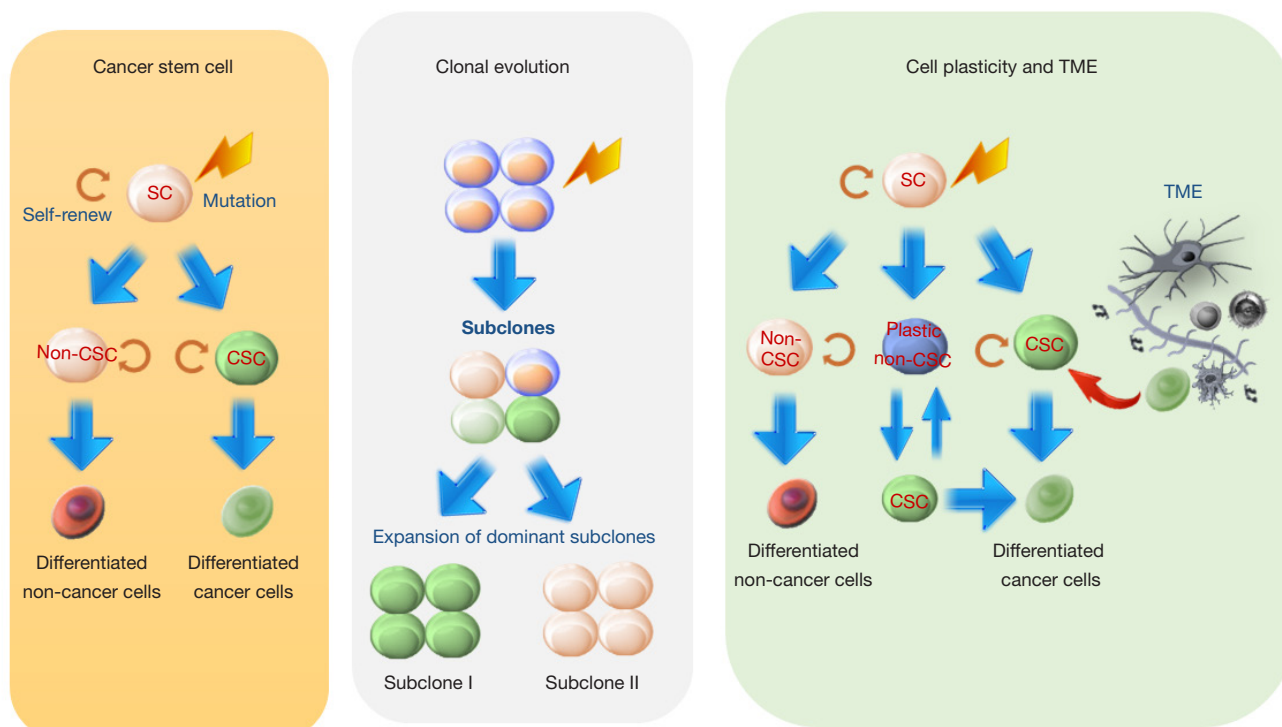 Cancer stem cell
SC
Self-renew
Mutation
Non-CSC
CSC
Differentiated
non-cancer cells
Differentiated
cancer cells
Clonal evolution
Subclones
Expansion of dominant subclones
Subclone I
Subclone II
Cell plasticity and TME
SC
TME
Non-
CSC
Plastic
non-CSC
CSC
CSC
Differentiated
non-cancer cells
Differentiated
cancer cells